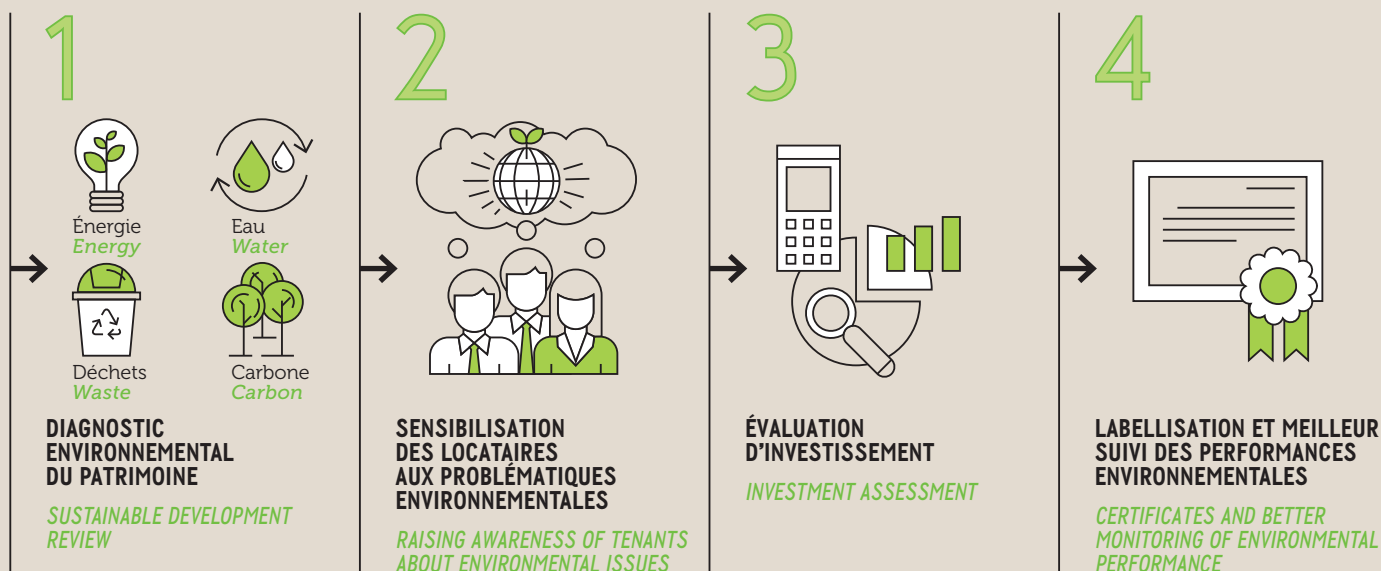 1
Énergie
Energy
Eau
Water
Déchets
Waste
Carbone
Carbon
DIAGNOSTIC
ENVIRONNEMENTAL
DU PATRIMOINE
SUSTAINABLE DEVELOPMENT
REVIEW
2
SENSIBILISATION
DES LOCATAIRES
AUX PROBLÉMATIQUES
ENVIRONNEMENTALES
RAISING AWARENESS OF TENANTS
ABOUT ENVIRONMENTAL ISSUES
3
ÉVALUATION
D'INVESTISSEMENT
INVESTMENT ASSESSMENT
4
LABELLISATION ET MEILLEUR
SUIVI DES PERFORMANCES
ENVIRONNEMENTALES
CERTIFICATES AND BETTER
MONITORING OF ENVIRONMENTAL
PERFORMANCE